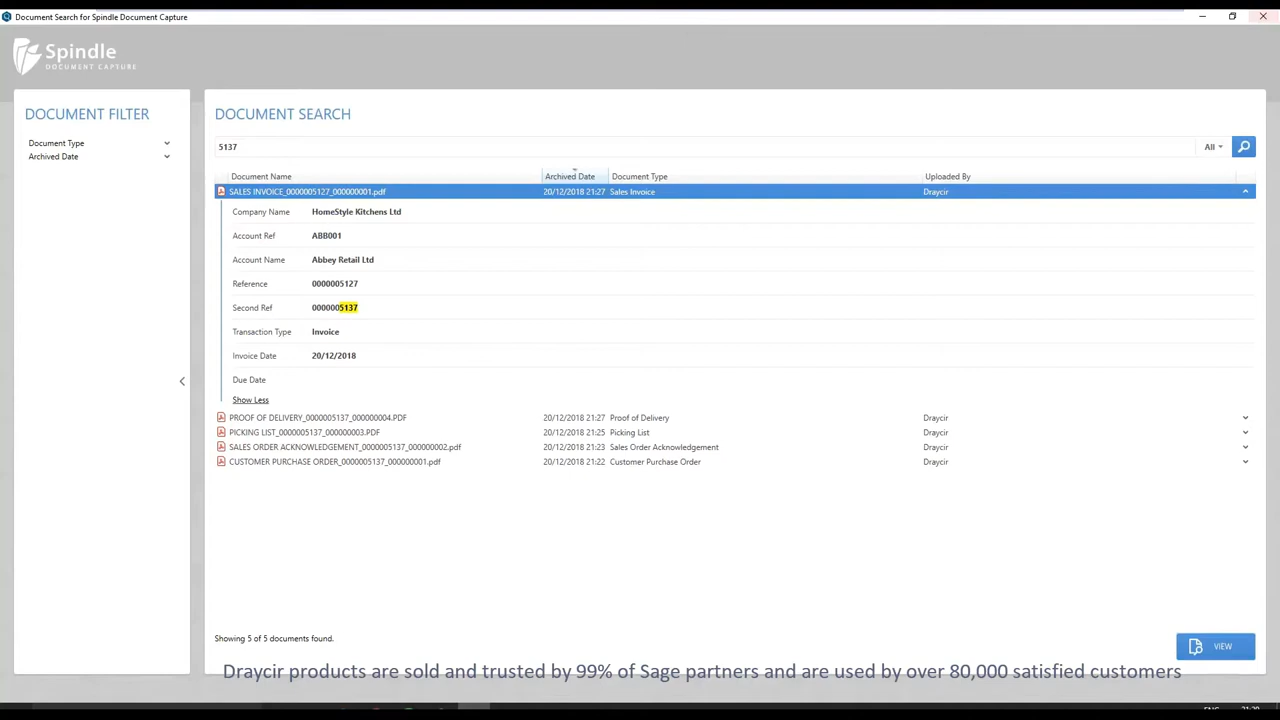 Document Search for Spindle Document Capture
Spindle
DOCUMENT CAPTURE
DOCUMENT FILTER
Document Type
Archived Date
DOCUMENT SEARCH
5137
All
Document Name Archived Date Document Type Uploaded By
SALES INVOICE_0000005127_000000001.pdf 20/12/2018 21:27 Sales Invoice Draycir
Company Name HomeStyle Kitchens Ltd
Account Ref ABB001
Account Name Abbey Retail Ltd
Reference 0000005127
Second Ref 0000005137
Transaction Type Invoice
Invoice Date 20/12/2018
Due Date
Show Less
PROOF OF DELIVERY_0000005137_000000004.PDF 20/12/2018 21:27 Proof of Delivery Draycir
PICKING LIST_0000005137_000000003.PDF 20/12/2018 21:25 Picking List Draycir
SALES ORDER ACKNOWLEDGEMENT_0000005137_000000002.pdf 20/12/2018 21:23 Sales Order Acknowledgement Draycir
CUSTOMER PURCHASE ORDER_0000005137_000000001.pdf 20/12/2018 21:22 Customer Purchase Order Draycir
Showing 5 of 5 documents found.
VIEW
Draycir products are sold and trusted by 99% of Sage partners and are used by over 80,000 satisfied customers